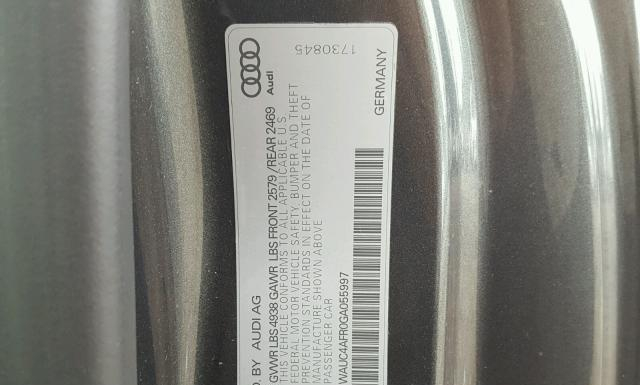 Audi
1730845
D. BY AUDI AG
GVWR LBS 4938 GAWR LBS FRONT 2579/REAR 2469
THIS VEHICLE CONFORMS TO ALL APPLICABLE U.S.
FEDERAL MOTOR VEHICLE SAFETY, BUMPER AND THEFT
PREVENTION STANDARDS IN EFFECT ON THE DATE OF
MANUFACTURE SHOWN ABOVE
PASSENGER CAR
WAUC4AFR0GA055997
GERMANY